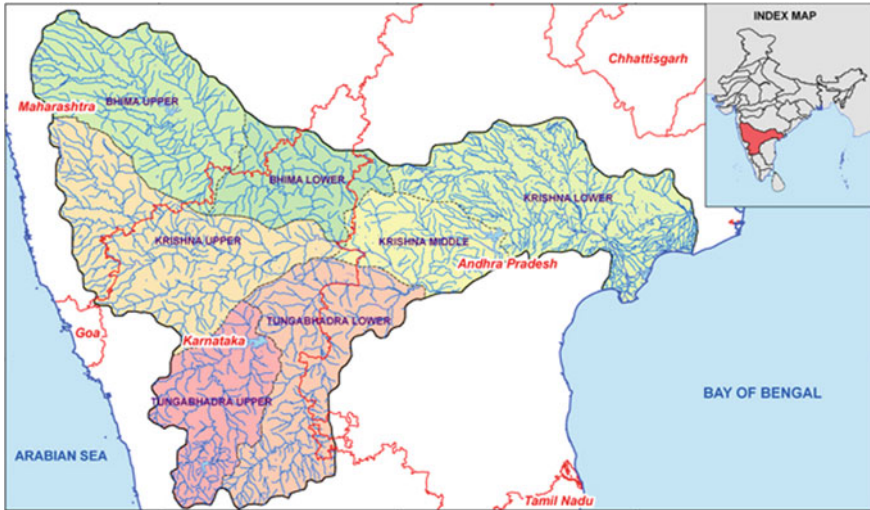 INDEX MAP
Chhattisgarh
Maharashtra
BHIMA UPPER
BHIMA LOWER
KRISHNA LOWER
KRISHNA UPPER
KRISHNA MIDDLE
Andhra Pradesh
TUNGABHADRA LOWER
Goa
Karnataka
BAY OF BENGAL
TUNGABHADRA UPPER
ARABIAN SEA
Tamil Nadu